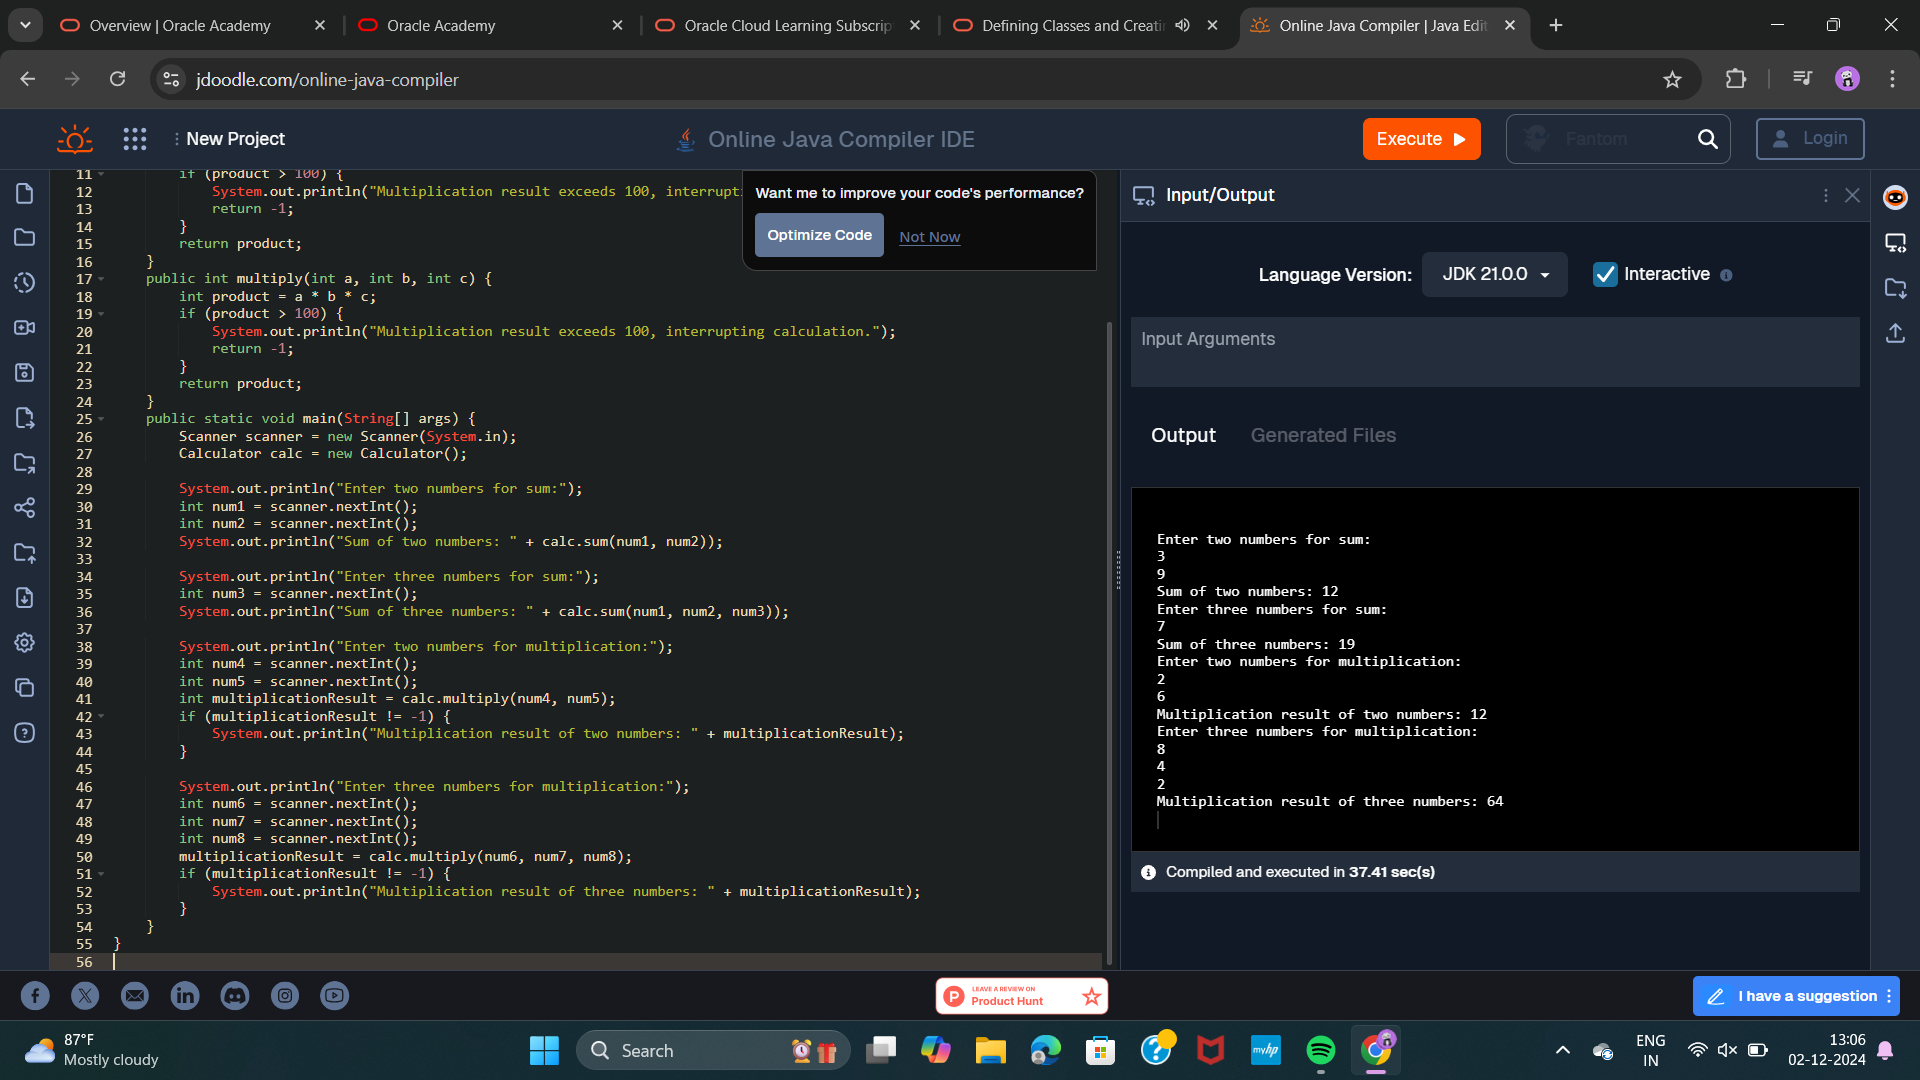 Overview | Oracle Academy
Oracle Academy
Oracle Cloud Learning Subscrip
Defining Classes and Creati
Online Java Compiler | Java Edit
jdoodle.com/online-java-compiler
New Project
Online Java Compiler IDE
Execute
Fantom
Login
11 if (product > 100) {
12 System.out.println("Multiplication result exceeds 100, interrupti
13 return -1;
14 }
15 return product;
16 }
17 public int multiply(int a, int b, int c) {
18 int product = a * b * c;
19 if (product > 100) {
20 System.out.println("Multiplication result exceeds 100, interrupting calculation.");
21 return -1;
22 }
23 return product;
24 }
25 public static void main(String[] args) {
26 Scanner scanner = new Scanner(System.in);
27 Calculator calc = new Calculator();
28
29 System.out.println("Enter two numbers for sum:");
30 int num1 = scanner.nextInt();
31 int num2 = scanner.nextInt();
32 System.out.println("Sum of two numbers: " + calc.sum(num1, num2));
33
34 System.out.println("Enter three numbers for sum:");
35 int num3 = scanner.nextInt();
36 System.out.println("Sum of three numbers: " + calc.sum(num1, num2, num3));
37
38 System.out.println("Enter two numbers for multiplication:");
39 int num4 = scanner.nextInt();
40 int num5 = scanner.nextInt();
41 int multiplicationResult = calc.multiply(num4, num5);
42 if (multiplicationResult != -1) {
43 System.out.println("Multiplication result of two numbers: " + multiplicationResult);
44 }
45
46 System.out.println("Enter three numbers for multiplication:");
47 int num6 = scanner.nextInt();
48 int num7 = scanner.nextInt();
49 int num8 = scanner.nextInt();
50 multiplicationResult = calc.multiply(num6, num7, num8);
51 if (multiplicationResult != -1) {
52 System.out.println("Multiplication result of three numbers: " + multiplicationResult);
53 }
54 }
55 }
56
Want me to improve your code's performance?
Optimize Code
Not Now
Input/Output
Language Version:
JDK 21.0.0
Interactive
Input Arguments
Output
Generated Files
Enter two numbers for sum:
3
9
Sum of two numbers: 12
Enter three numbers for sum:
7
Sum of three numbers: 19
Enter two numbers for multiplication:
2
6
Multiplication result of two numbers: 12
Enter three numbers for multiplication:
8
4
2
Multiplication result of three numbers: 64
Compiled and executed in 37.41 sec(s)
LEAVE A REVIEW ON
Product Hunt
I have a suggestion
87°F
Mostly cloudy
Search
myhp
ENG
IN
13:06
02-12-2024